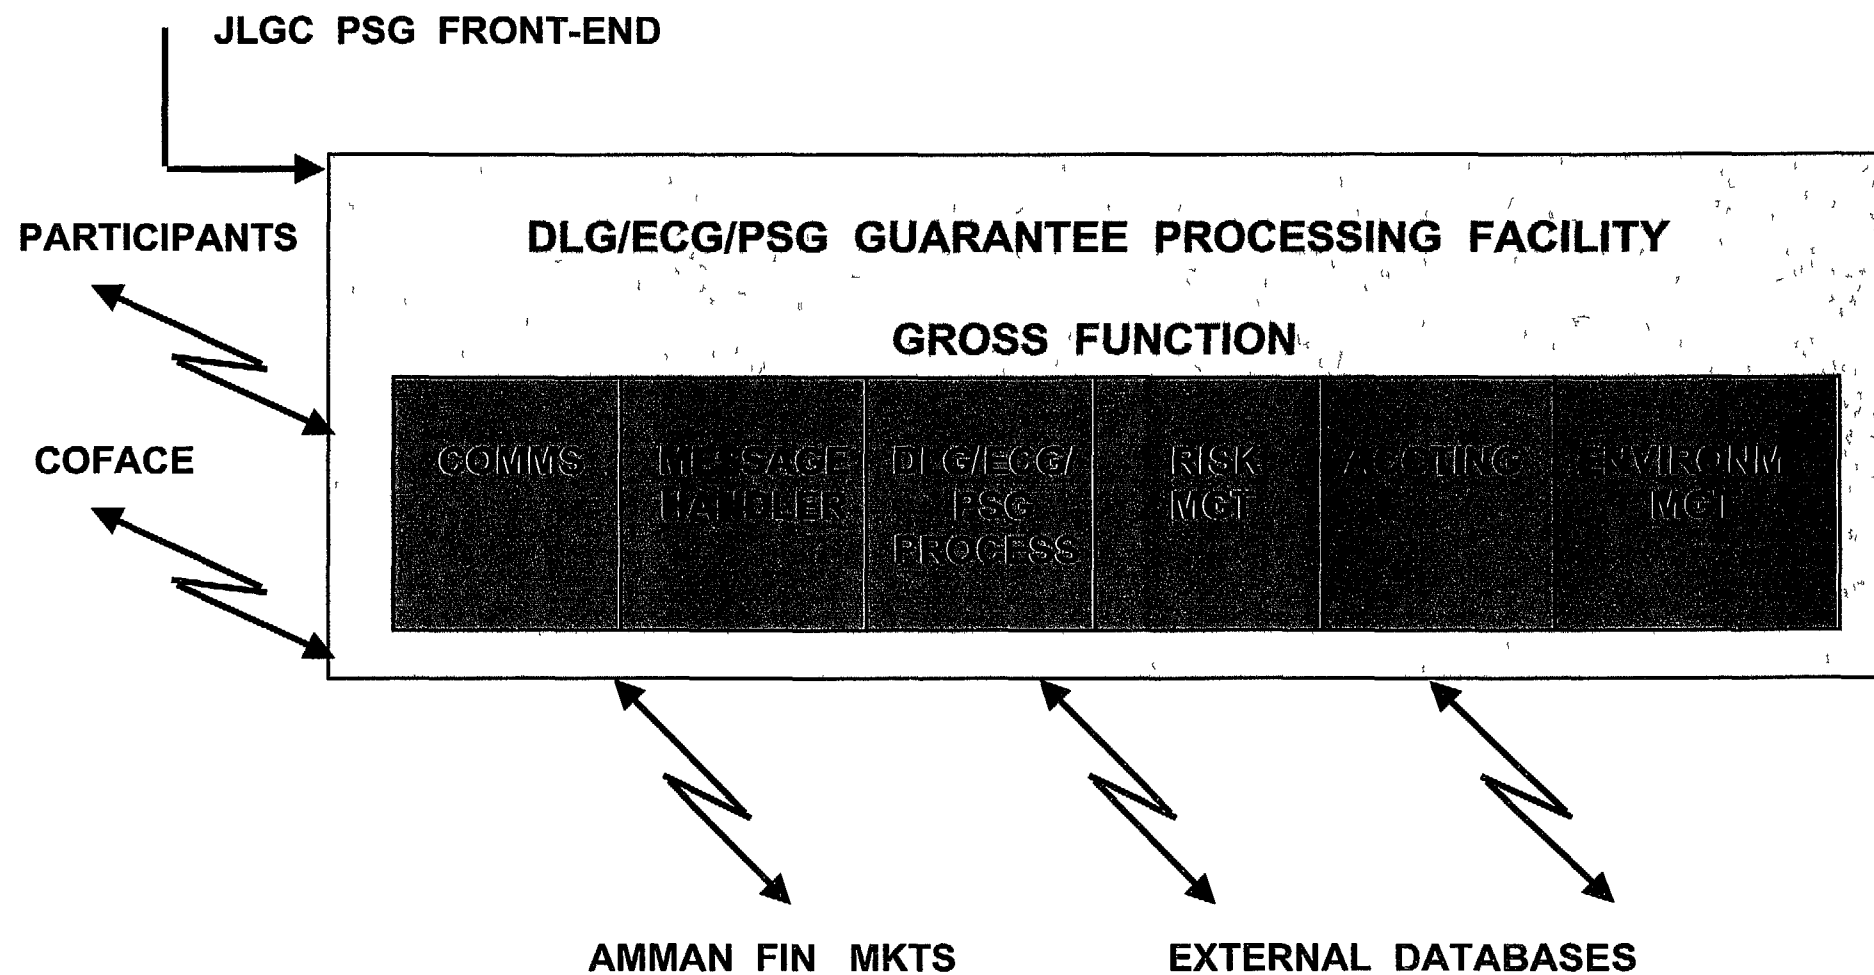 JLGC PSG FRONT-END
PARTICIPANTS
DLG/ECG/PSG GUARANTEE PROCESSING FACILITY
GROSS FUNCTION
COFACE
COMMS
MESSAGE
HANDLER
DLG/ECG/
PSG
PROCESS
RISK
MGT
ACCTING
ENVIRONM
MGT
AMMAN FIN MKTS
EXTERNAL DATABASES